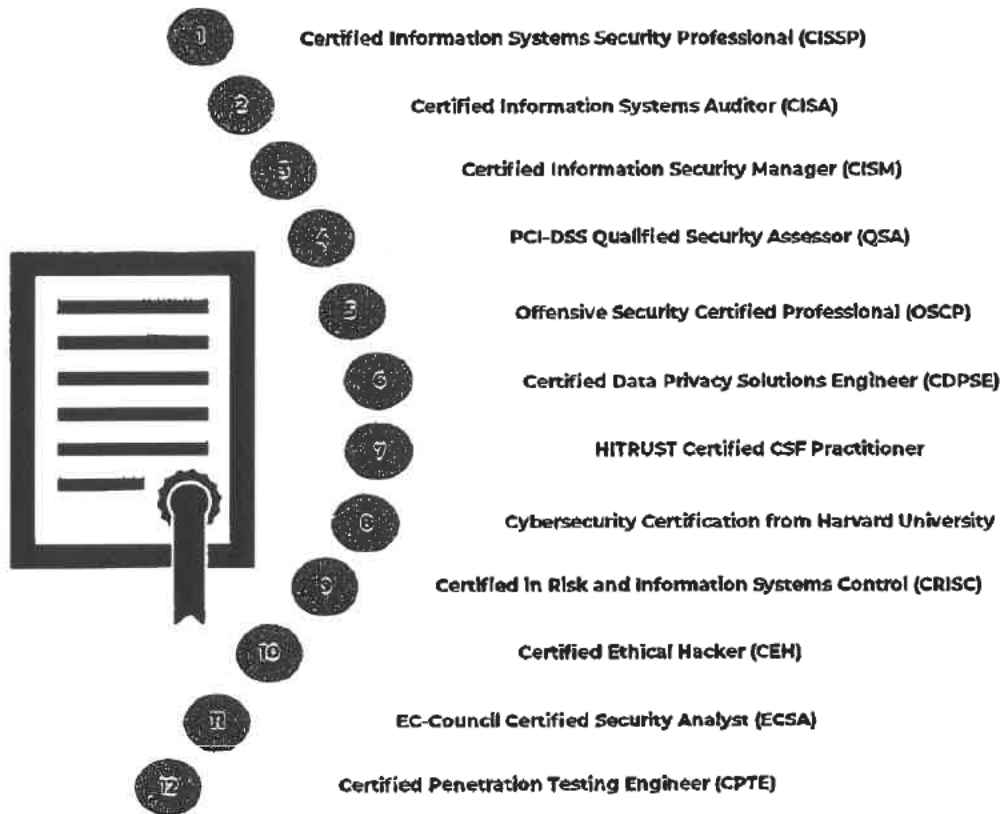 1 Certified Information Systems Security Professional (CISSP)
2 Certified Information Systems Auditor (CISA)
3 Certified Information Security Manager (CISM)
4 PCI-DSS Qualified Security Assessor (QSA)
5 Offensive Security Certified Professional (OSCP)
6 Certified Data Privacy Solutions Engineer (CDPSE)
7 HITRUST Certified CSF Practitioner
8 Cybersecurity Certification from Harvard University
9 Certified in Risk and Information Systems Control (CRISC)
10 Certified Ethical Hacker (CEH)
11 EC-Council Certified Security Analyst (ECSA)
12 Certified Penetration Testing Engineer (CPTE)